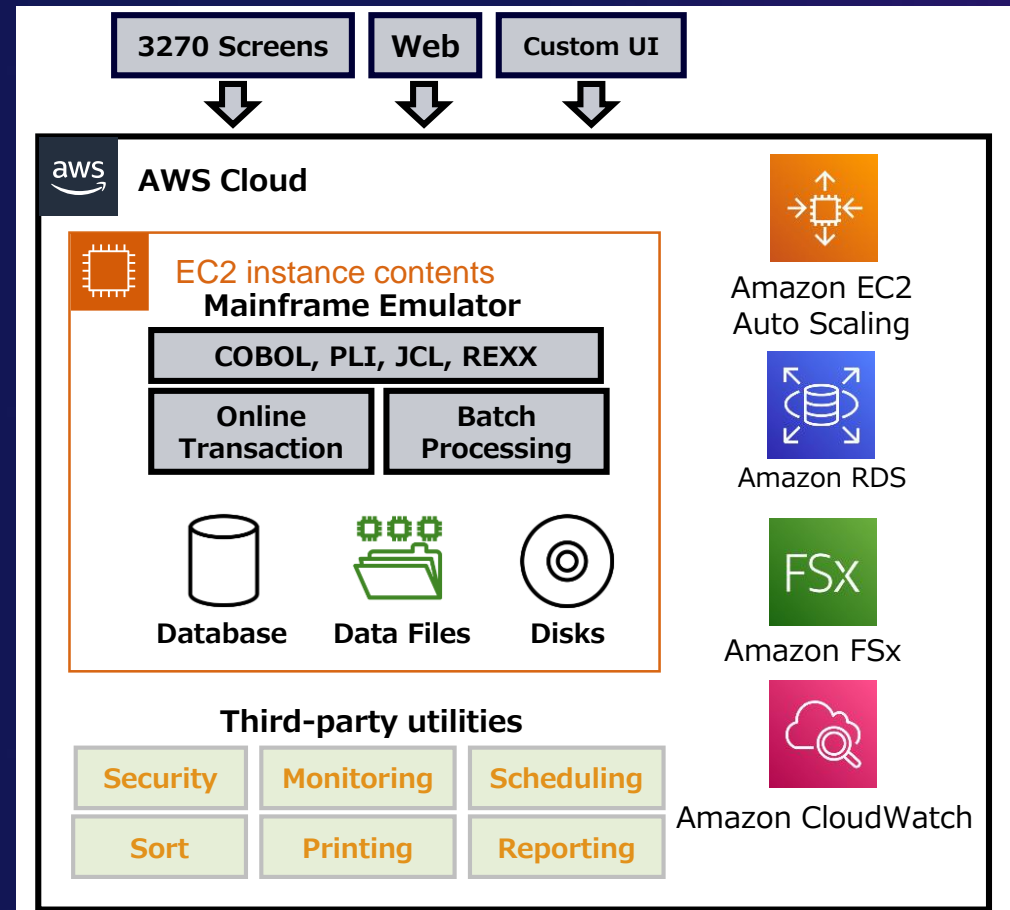 3270 Screens
Web
Custom UI
aws
AWS Cloud
EC2 instance contents
Mainframe Emulator
COBOL, PLI, JCL, REXX
Online
Transaction
Batch
Processing
Database
Data Files
Disks
Third-party utilities
Security
Monitoring
Scheduling
Sort
Printing
Reporting
Amazon EC2
Auto Scaling
Amazon RDS
FSx
Amazon FSx
Amazon CloudWatch